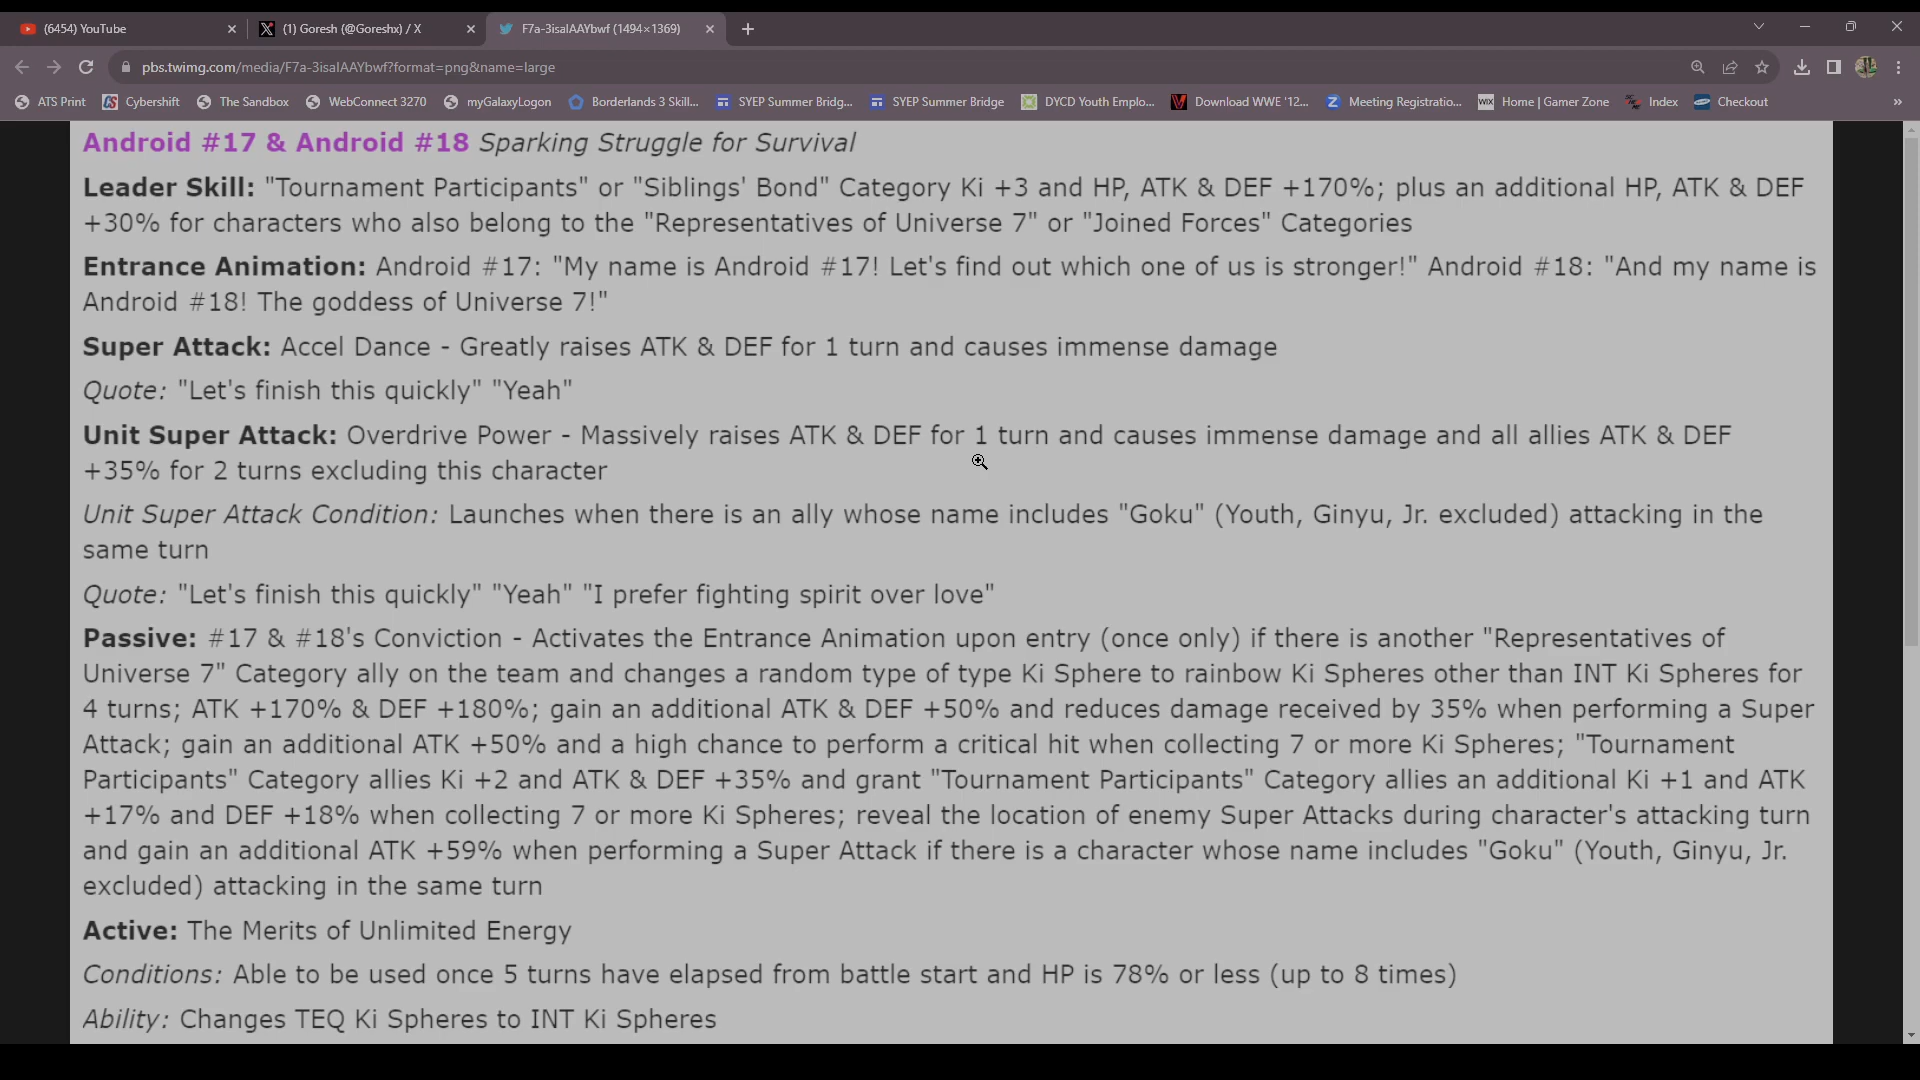 (6454) YouTube
(1) Goresh (@Goreshx) / X
F7a-3isaIAAYbwf (1494×1369)
pbs.twimg.com/media/F7a-3isaIAAYbwf?format=png&name=large
ATS Print
Cybershift
The Sandbox
WebConnect 3270
myGalaxyLogon
Borderlands 3 Skill...
SYEP Summer Bridg...
SYEP Summer Bridge
DYCD Youth Emplo...
Download WWE '12...
Meeting Registratio...
WIX Home | Gamer Zone
Index
Checkout
»
Android #17 & Android #18 Sparking Struggle for Survival
Leader Skill: "Tournament Participants" or "Siblings' Bond" Category Ki +3 and HP, ATK & DEF +170%; plus an additional HP, ATK & DEF
+30% for characters who also belong to the "Representatives of Universe 7" or "Joined Forces" Categories
Entrance Animation: Android #17: "My name is Android #17! Let's find out which one of us is stronger!" Android #18: "And my name is
Android #18! The goddess of Universe 7!"
Super Attack: Accel Dance - Greatly raises ATK & DEF for 1 turn and causes immense damage
Quote: "Let's finish this quickly" "Yeah"
Unit Super Attack: Overdrive Power - Massively raises ATK & DEF for 1 turn and causes immense damage and all allies ATK & DEF
+35% for 2 turns excluding this character
Unit Super Attack Condition: Launches when there is an ally whose name includes "Goku" (Youth, Ginyu, Jr. excluded) attacking in the
same turn
Quote: "Let's finish this quickly" "Yeah" "I prefer fighting spirit over love"
Passive: #17 & #18's Conviction - Activates the Entrance Animation upon entry (once only) if there is another "Representatives of
Universe 7" Category ally on the team and changes a random type of type Ki Sphere to rainbow Ki Spheres other than INT Ki Spheres for
4 turns; ATK +170% & DEF +180%; gain an additional ATK & DEF +50% and reduces damage received by 35% when performing a Super
Attack; gain an additional ATK +50% and a high chance to perform a critical hit when collecting 7 or more Ki Spheres; "Tournament
Participants" Category allies Ki +2 and ATK & DEF +35% and grant "Tournament Participants" Category allies an additional Ki +1 and ATK
+17% and DEF +18% when collecting 7 or more Ki Spheres; reveal the location of enemy Super Attacks during character's attacking turn
and gain an additional ATK +59% when performing a Super Attack if there is a character whose name includes "Goku" (Youth, Ginyu, Jr.
excluded) attacking in the same turn
Active: The Merits of Unlimited Energy
Conditions: Able to be used once 5 turns have elapsed from battle start and HP is 78% or less (up to 8 times)
Ability: Changes TEQ Ki Spheres to INT Ki Spheres